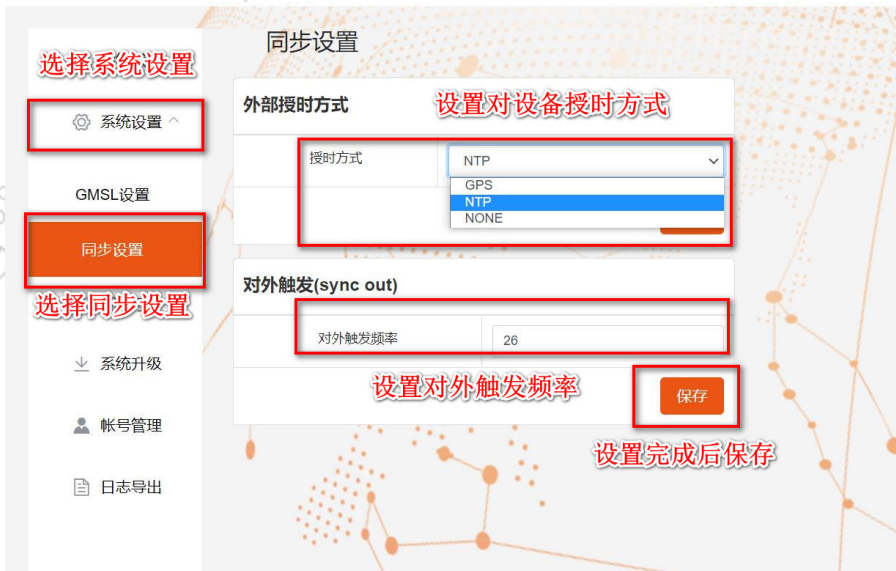 同步设置
选择系统设置
外部授时方式
设置对设备授时方式
系统设置
授时方式
NTP
GPS
NTP
NONE
GMSL设置
同步设置
对外触发(sync out)
选择同步设置
对外触发频率
26
系统升级
设置对外触发频率
保存
帐号管理
设置完成后保存
日志导出